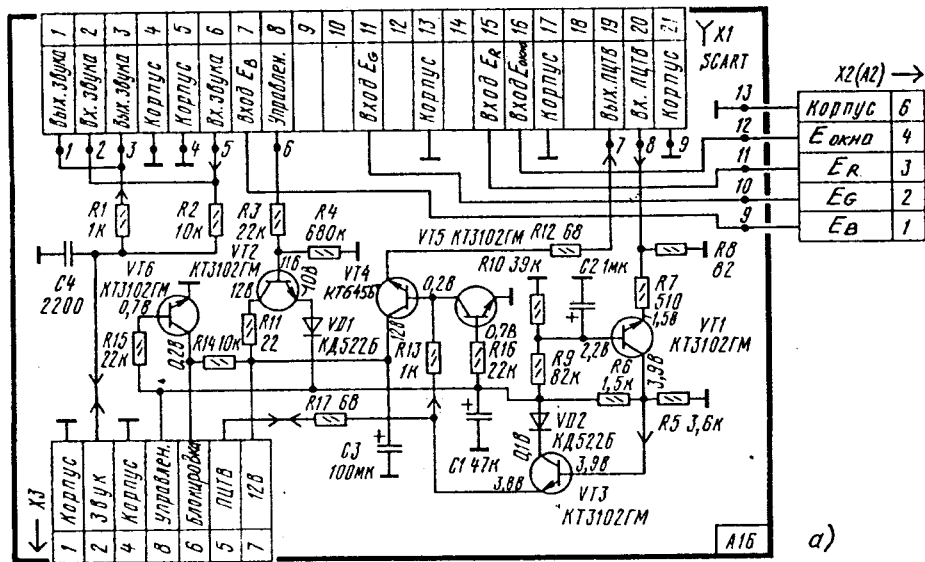 1 2 3 4 5 6 7 8 9 10 11 12 13 14 15 16 17 18 19 20 21
Вых. звука
Вх. звука
Вых. звука
Корпус
Корпус
Вх. звука
Вход EB
Управлен.
Вход EG
Корпус
Вход ER
Вход Eокно
Корпус
Вых. ПЦТВ
Вх. ПЦТВ
Корпус
X1
SCART
X2(A2)
Корпус 6
Eокно 4
ER 3
EG 2
EB 1
13
12
11
10
9
1 2 3 4 5 6 7 8 9
R1
1к
R2
10к
R3
22к
R4
680к
C4
2200
VT6
КТ3102ГМ
0,7В
VT2
КТ3102ГМ
11В
10В
12В
VT4
КТ645Б
12В
VT5 КТ3102ГМ
R12 68
0,2В
0,7В
R10 39к
C2 1мк
R8
82
R7
510
1,5В
VT1
КТ3102ГМ
2,2В
3,9В
R15
22к
0,2В
R14 10к
R11
22
VD1
КД522Б
R13
1к
R16
22к
R9
82к
R6
1,5к
R5 3,6к
R17 68
C3
100мк
C1 47к
VD2
КД522Б
0,1В
3,9В
3,8В
VT3
КТ3102ГМ
X3
Корпус
Звук
Корпус
Управлен.
Блокировка
ПЦТВ
12В
1 2 4 8 6 5 7
A16
а)